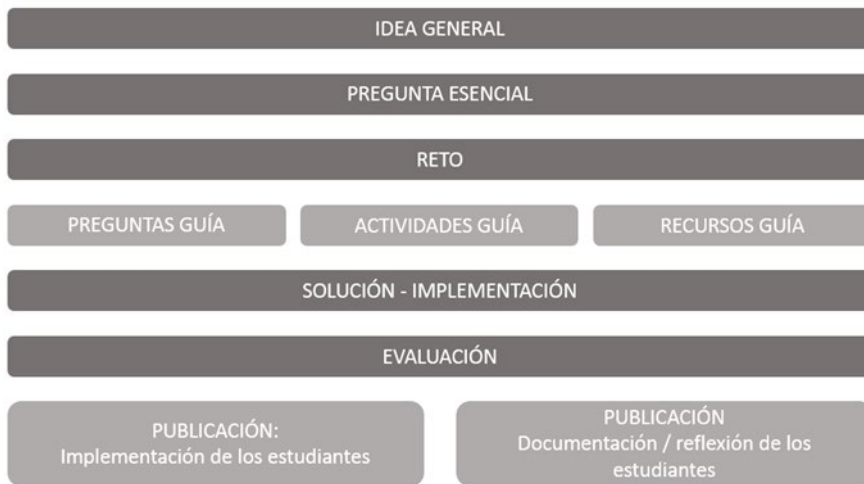 IDEA GENERAL
PREGUNTA ESENCIAL
RETO
PREGUNTAS GUÍA
ACTIVIDADES GUÍA
RECURSOS GUÍA
SOLUCIÓN - IMPLEMENTACIÓN
EVALUACIÓN
PUBLICACIÓN:
Implementación de los estudiantes
PUBLICACIÓN
Documentación / reflexión de los
estudiantes